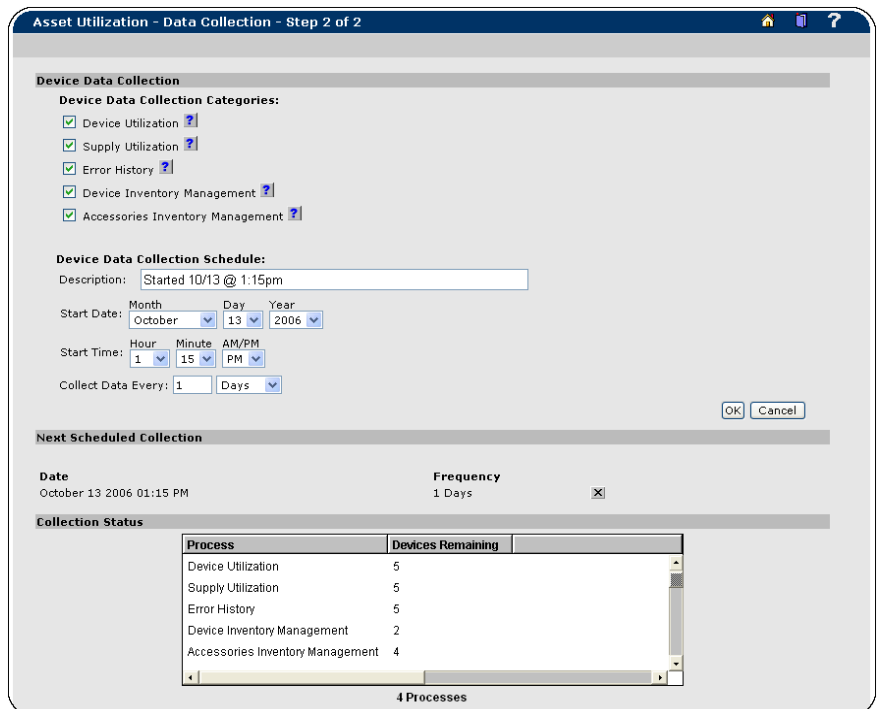 Asset Utilization - Data Collection - Step 2 of 2 ?
Device Data Collection
Device Data Collection Categories:
Device Utilization ?
Supply Utilization ?
Error History ?
Device Inventory Management ?
Accessories Inventory Management ?
Device Data Collection Schedule:
Description: Started 10/13 @ 1:15pm
Month Day Year
Start Date: October 13 2006
Hour Minute AM/PM
Start Time: 1 15 PM
Collect Data Every: 1 Days
OK Cancel
Next Scheduled Collection
Date Frequency
October 13 2006 01:15 PM 1 Days
Collection Status
Process Devices Remaining
Device Utilization 5
Supply Utilization 5
Error History 5
Device Inventory Management 2
Accessories Inventory Management 4
4 Processes